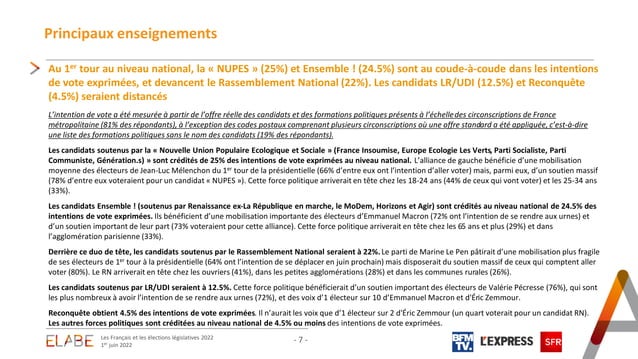 Principaux enseignements
Au 1er tour au niveau national, la « NUPES » (25%) et Ensemble ! (24.5%) sont au coude-à-coude dans les intentions
de vote exprimées, et devancent le Rassemblement National (22%). Les candidats LR/UDI (12.5%) et Reconquête
(4.5%) seraient distancés
L'intention de vote a été mesurée à partir de l'offre réelle des candidats et des formations politiques présents à l'échelle des circonscriptions de France
métropolitaine (81% des répondants), à l'exception des codes postaux comprenant plusieurs circonscriptions où une offre standard a été appliquée, c'est-à-dire
une liste des formations politiques sans le nom des candidats (19% des répondants).
Les candidats soutenus par la « Nouvelle Union Populaire Ecologique et Sociale » (France Insoumise, Europe Ecologie Les Verts, Parti Socialiste, Parti
Communiste, Génération.s) » sont crédités de 25% des intentions de vote exprimées au niveau national. L'alliance de gauche bénéficie d'une mobilisation
moyenne des électeurs de Jean-Luc Mélenchon du 1er tour de la présidentielle (66% d'entre eux ont l'intention d'aller voter) mais, parmi eux, d'un soutien massif
(78% d'entre eux voteraient pour un candidat « NUPES »). Cette force politique arriverait en tête chez les 18-24 ans (44% de ceux qui vont voter) et les 25-34 ans
(33%).
Les candidats Ensemble ! (soutenus par Renaissance ex-La République en marche, le MoDem, Horizons et Agir) sont crédités au niveau national de 24.5% des
intentions de vote exprimées. Ils bénéficient d'une mobilisation importante des électeurs d'Emmanuel Macron (72% ont l'intention de se rendre aux urnes) et
d'un soutien important de leur part (73% voteraient pour cette alliance). Cette force politique arriverait en tête chez les 65 ans et plus (29%) et dans
l'agglomération parisienne (33%).
Derrière ce duo de tête, les candidats soutenus par le Rassemblement National seraient à 22%. Le parti de Marine Le Pen pâtirait d'une mobilisation plus fragile
de ses électeurs de 1er tour à la présidentielle (64% ont l'intention de se déplacer en juin prochain) mais disposerait du soutien massif de ceux qui comptent aller
voter (80%). Le RN arriverait en tête chez les ouvriers (41%), dans les petites agglomérations (28%) et dans les communes rurales (26%).
Les candidats soutenus par LR/UDI seraient à 12.5%. Cette force politique bénéficierait d'un soutien important des électeurs de Valérie Pécresse (76%), qui sont
les plus nombreux à avoir l'intention de se rendre aux urnes (72%), et des voix d'1 électeur sur 10 d'Emmanuel Macron et d'Éric Zemmour.
Reconquête obtient 4.5% des intentions de vote exprimées. Il n'aurait les voix que d'1 électeur sur 2 d'Éric Zemmour (un quart voterait pour un candidat RN).
Les autres forces politiques sont créditées au niveau national de 4.5% ou moins des intentions de vote exprimées.
ELABE
Les Français et les élections législatives 2022
1er juin 2022
- 7 -
BFM
TV.
L'EXPRESS
SFR